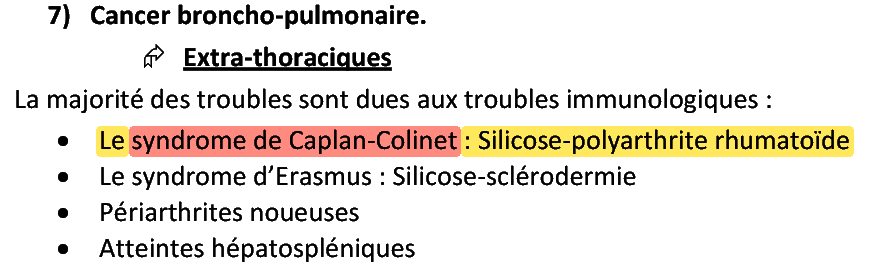 7) Cancer broncho-pulmonaire.
Extra-thoraciques
La majorité des troubles sont dues aux troubles immunologiques :
• Le syndrome de Caplan-Colinet : Silicose-polyarthrite rhumatoïde
• Le syndrome d’Erasmus : Silicose-sclérodermie
• Périarthrites noueuses
• Atteintes hépatospléniques